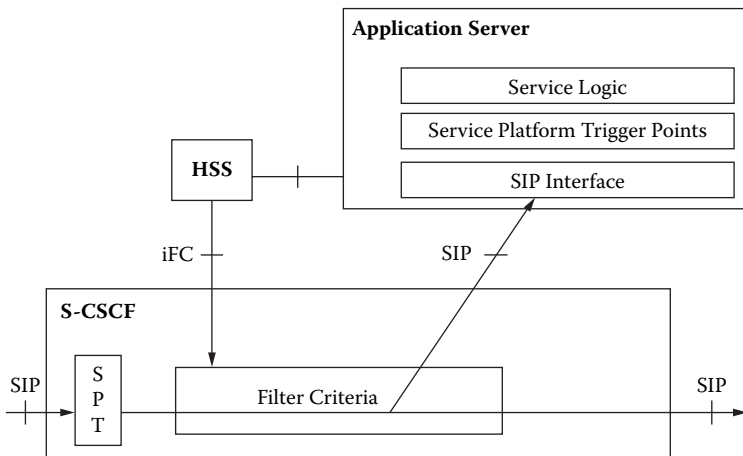 Application Server
Service Logic
Service Platform Trigger Points
HSS
SIP Interface
iFC
SIP
S-CSCF
SIP
S
P
T
Filter Criteria
SIP